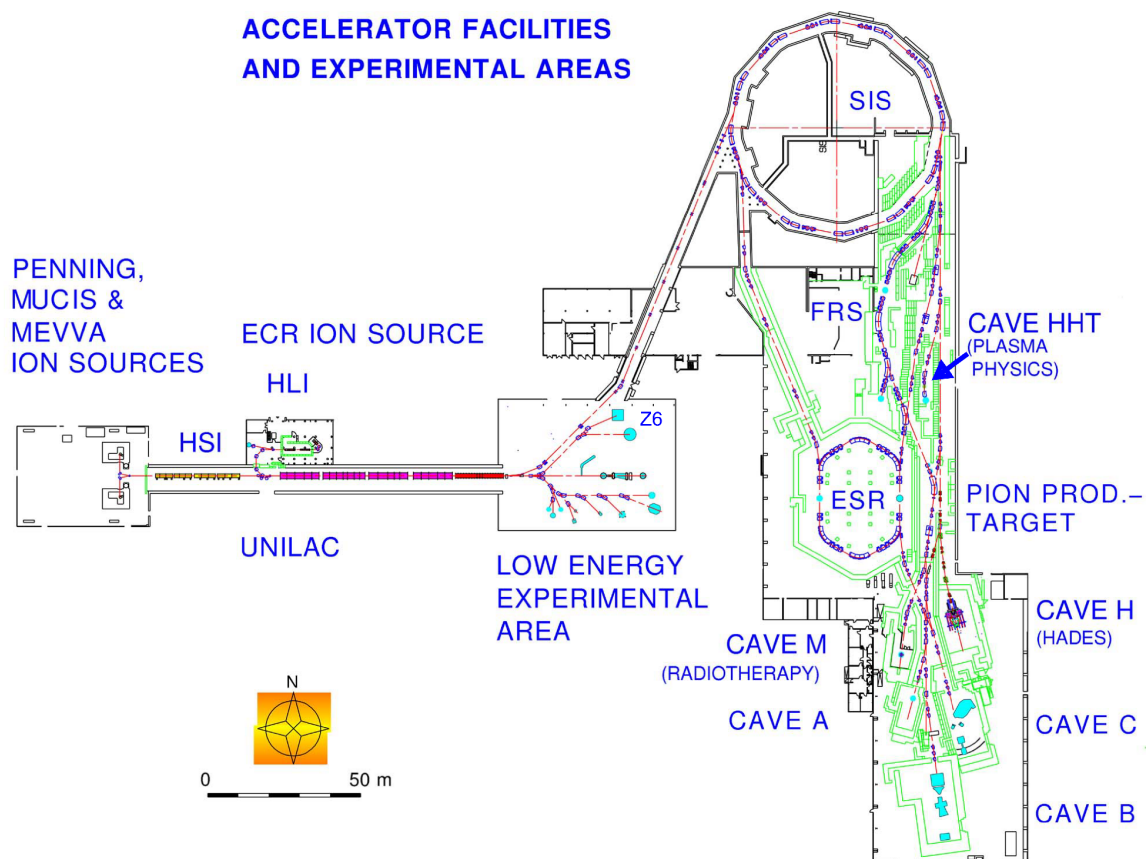 ACCELERATOR FACILITIES
AND EXPERIMENTAL AREAS
SIS
SIS
PENNING,
MUCIS &
MEVVA
ION SOURCES
ECR ION SOURCE
HLI
HSI
UNILAC
Z6
LOW ENERGY
EXPERIMENTAL
AREA
FRS
CAVE HHT
(PLASMA
PHYSICS)
ESR
PION PROD.–
TARGET
CAVE M
(RADIOTHERAPY)
CAVE H
(HADES)
CAVE A
CAVE C
CAVE B
N
0
50 m